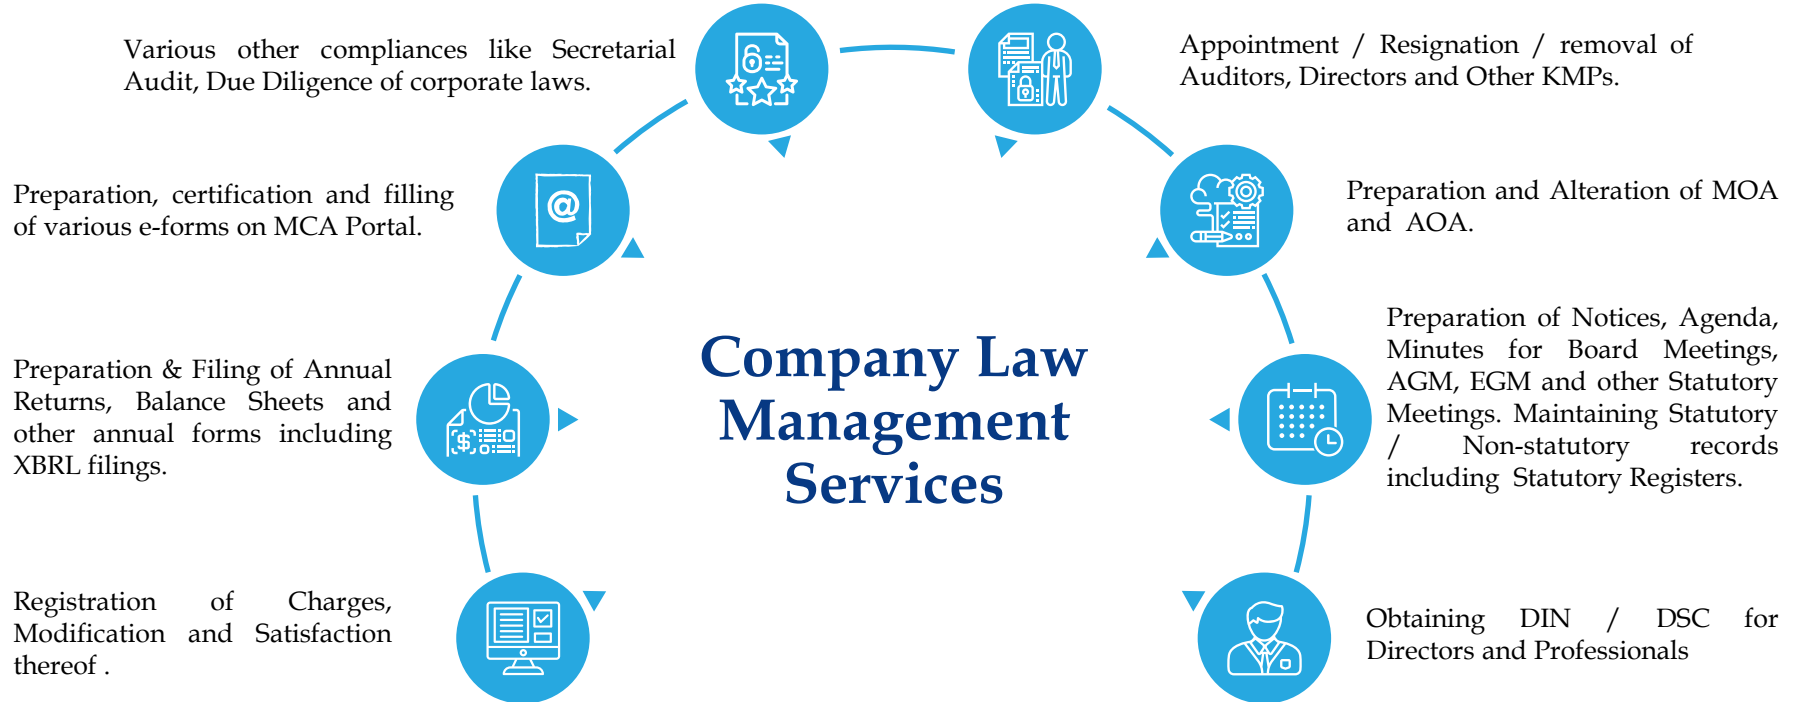 Various other compliances like Secretarial
Audit, Due Diligence of corporate laws.
Appointment / Resignation / removal of
Auditors, Directors and Other KMPs.
Preparation, certification and filling
of various e-forms on MCA Portal.
@
Preparation and Alteration of MOA
and AOA.
Preparation & Filing of Annual
Returns, Balance Sheets and
other annual forms including
XBRL filings.
$
Company Law
Management
Services
Preparation of Notices, Agenda,
Minutes for Board Meetings,
AGM, EGM and other Statutory
Meetings. Maintaining Statutory
/ Non-statutory records
including Statutory Registers.
Registration of Charges,
Modification and Satisfaction
thereof .
Obtaining DIN / DSC for
Directors and Professionals